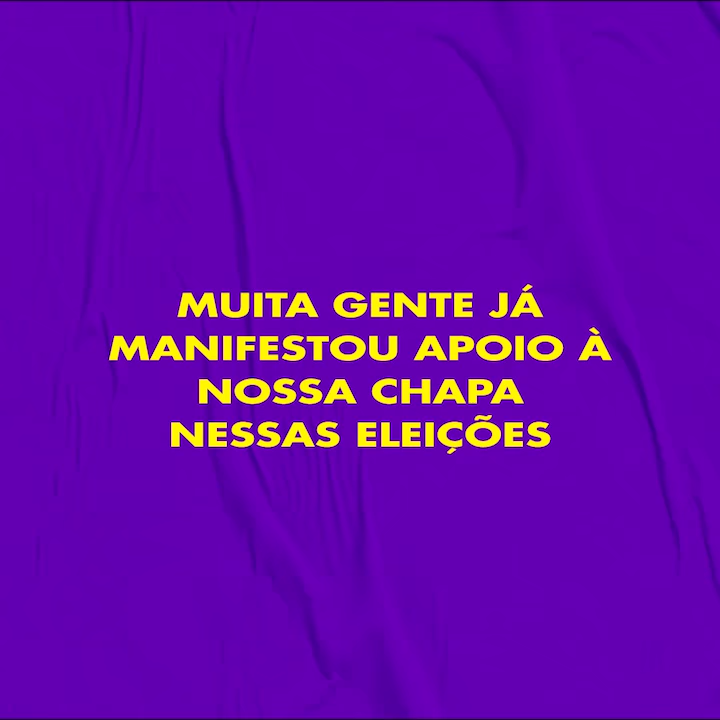 MUITA GENTE JÁ
MANIFESTOU APOIO À
NOSSA CHAPA
NESSAS ELEIÇÕES